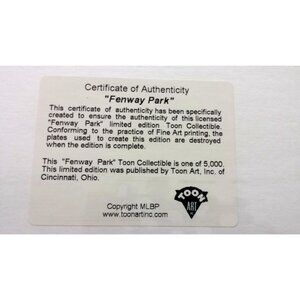 Certificate of Authenticity
"Fenway Park"
This certificate of authenticity has been specifically
created to ensure the authenticity of this licensed
"Fenway Park" limited edition Toon Collectible.
Conforming to the practice of Fine Art printing, the
plates used to create this edition are destroyed
when the edition is complete.
This "Fenway Park" Toon Collectible is one of 5,000.
This limited edition was published by Toon Art, Inc. of
Cincinnati, Ohio.
TOON
ART
Copyright MLBP
www.toonartinc.com